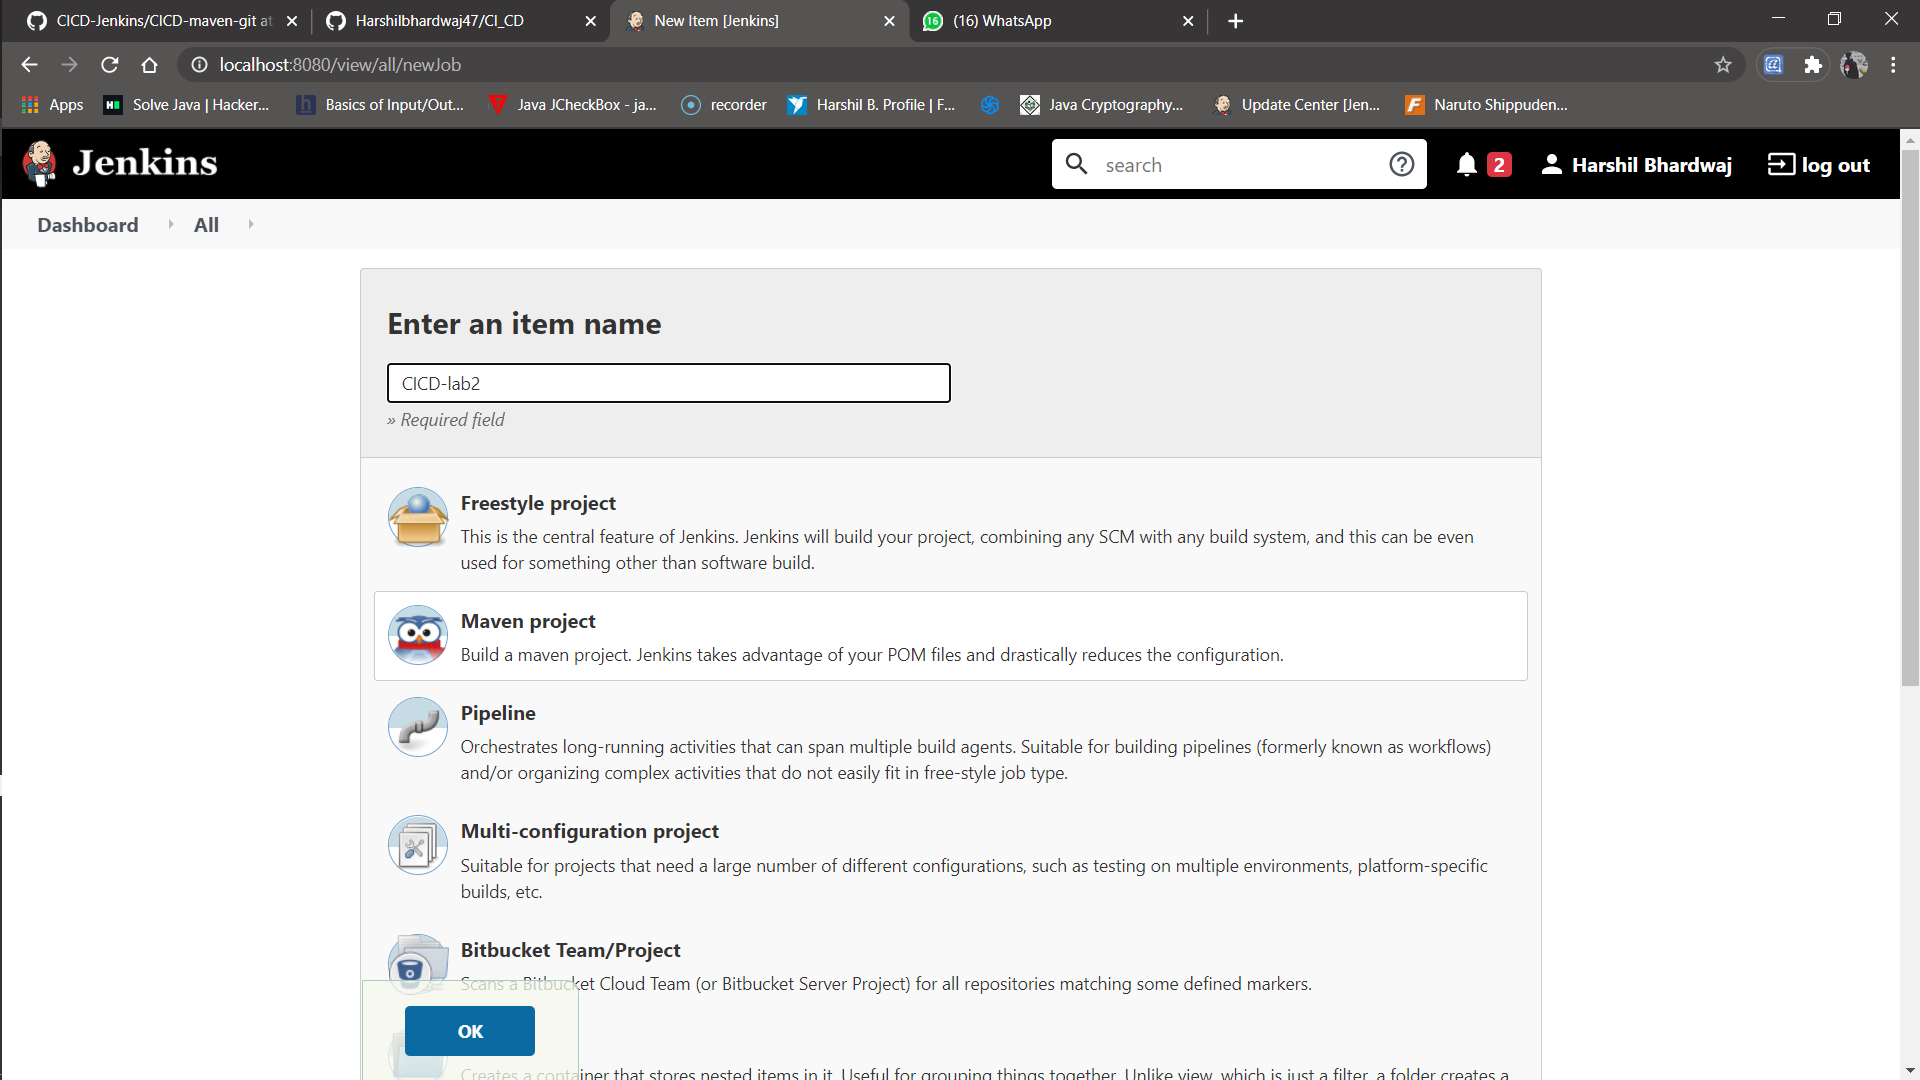 CICD-Jenkins/CICD-maven-git at
Harshilbhardwaj47/CI_CD
New Item [Jenkins]
16
(16) WhatsApp
localhost:8080/view/all/newJob
Apps
Solve Java | Hacker...
Basics of Input/Out...
Java JCheckBox - ja...
recorder
Harshil B. Profile | F...
Java Cryptography...
Update Center [Jen...
Naruto Shippuden...
Jenkins
search
2
Harshil Bhardwaj
log out
Dashboard
All
Enter an item name
CICD-lab2
» Required field
Freestyle project
This is the central feature of Jenkins. Jenkins will build your project, combining any SCM with any build system, and this can be even
used for something other than software build.
Maven project
Build a maven project. Jenkins takes advantage of your POM files and drastically reduces the configuration.
Pipeline
Orchestrates long-running activities that can span multiple build agents. Suitable for building pipelines (formerly known as workflows)
and/or organizing complex activities that do not easily fit in free-style job type.
Multi-configuration project
Suitable for projects that need a large number of different configurations, such as testing on multiple environments, platform-specific
builds, etc.
Bitbucket Team/Project
Scans a Bitbucket Cloud Team (or Bitbucket Server Project) for all repositories matching some defined markers.
OK
Creates a container that stores nested items in it. Useful for grouping things together. Unlike view, which is just a filter, a folder creates a